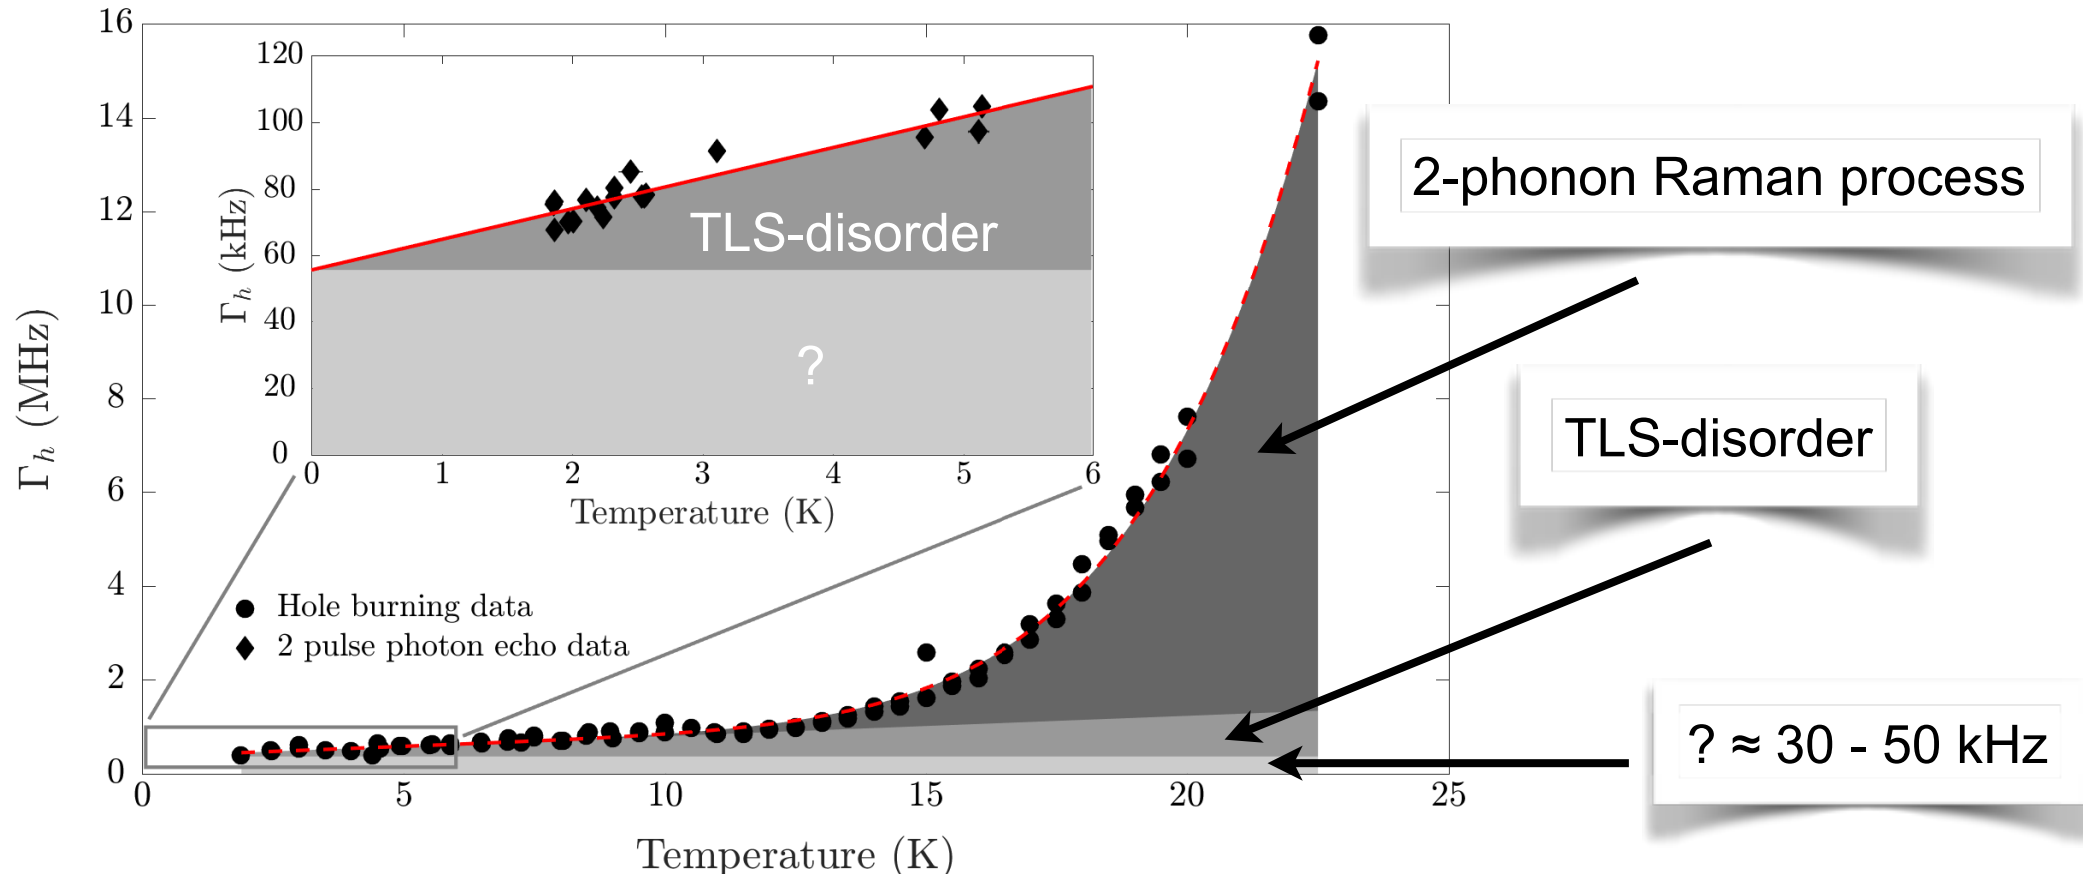 16
14
12
10
8
6
4
2
0
Γh (MHz)
0 5 10 15 20 25
Temperature (K)
120
100
80
60
40
20
0
Γh (kHz)
0 1 2 3 4 5 6
Temperature (K)
TLS-disorder
?
Hole burning data
2 pulse photon echo data
2-phonon Raman process
TLS-disorder
? ≈ 30 - 50 kHz